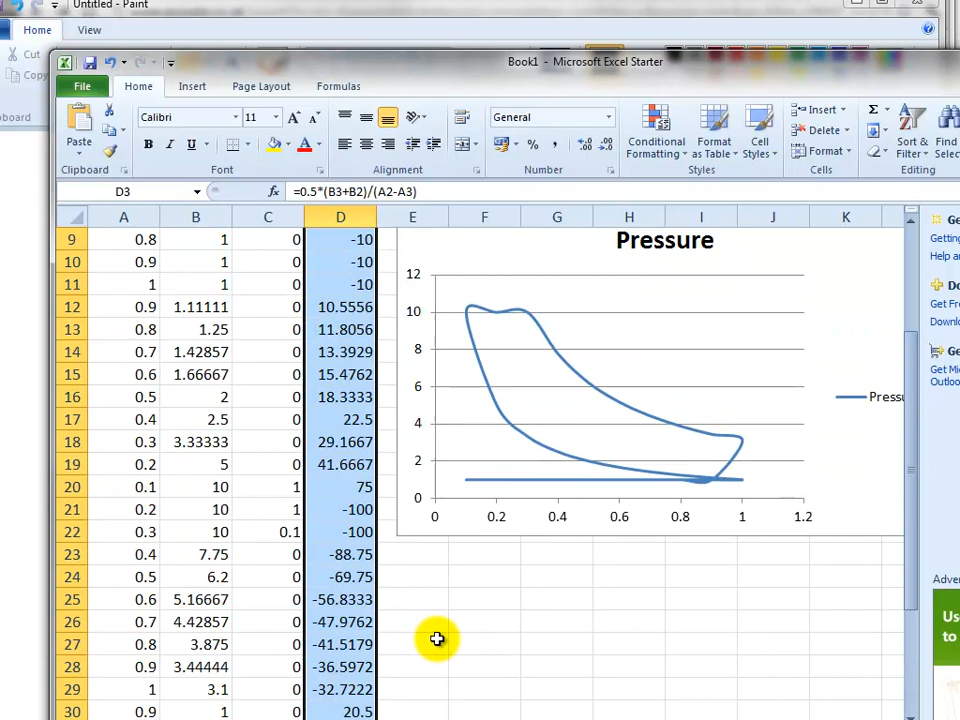 Untitled - Paint
Home View
Cut
Copy
Book1 - Microsoft Excel Starter
File Home Insert Page Layout Formulas
Paste
Calibri 11
General
Conditional Formatting
Format as Table
Cell Styles
Insert
Delete
Format
Sort & Filter
Find
Clipboard Font Alignment Number Styles Cells Editing
D3 fx =0.5*(B3+B2)/(A2-A3)
A B C D E F G H I J K
9 0.8 1 0 -10
10 0.9 1 0 -10
11 1 1 0 -10
12 0.9 1.11111 0 10.5556
13 0.8 1.25 0 11.8056
14 0.7 1.42857 0 13.3929
15 0.6 1.66667 0 15.4762
16 0.5 2 0 18.3333
17 0.4 2.5 0 22.5
18 0.3 3.33333 0 29.1667
19 0.2 5 0 41.6667
20 0.1 10 1 75
21 0.2 10 1 -100
22 0.3 10 0.1 -100
23 0.4 7.75 0 -88.75
24 0.5 6.2 0 -69.75
25 0.6 5.16667 0 -56.8333
26 0.7 4.42857 0 -47.9762
27 0.8 3.875 0 -41.5179
28 0.9 3.44444 0 -36.5972
29 1 3.1 0 -32.7222
30 0.9 1 0 20.5
Pressure
12
10
8
6
4
2
0
0 0.2 0.4 0.6 0.8 1 1.2
Pressu
Ge
Getting
Help an
Do
Get Fre
Downl
Ge
Get Mi
Outloo
Adver
Use
to